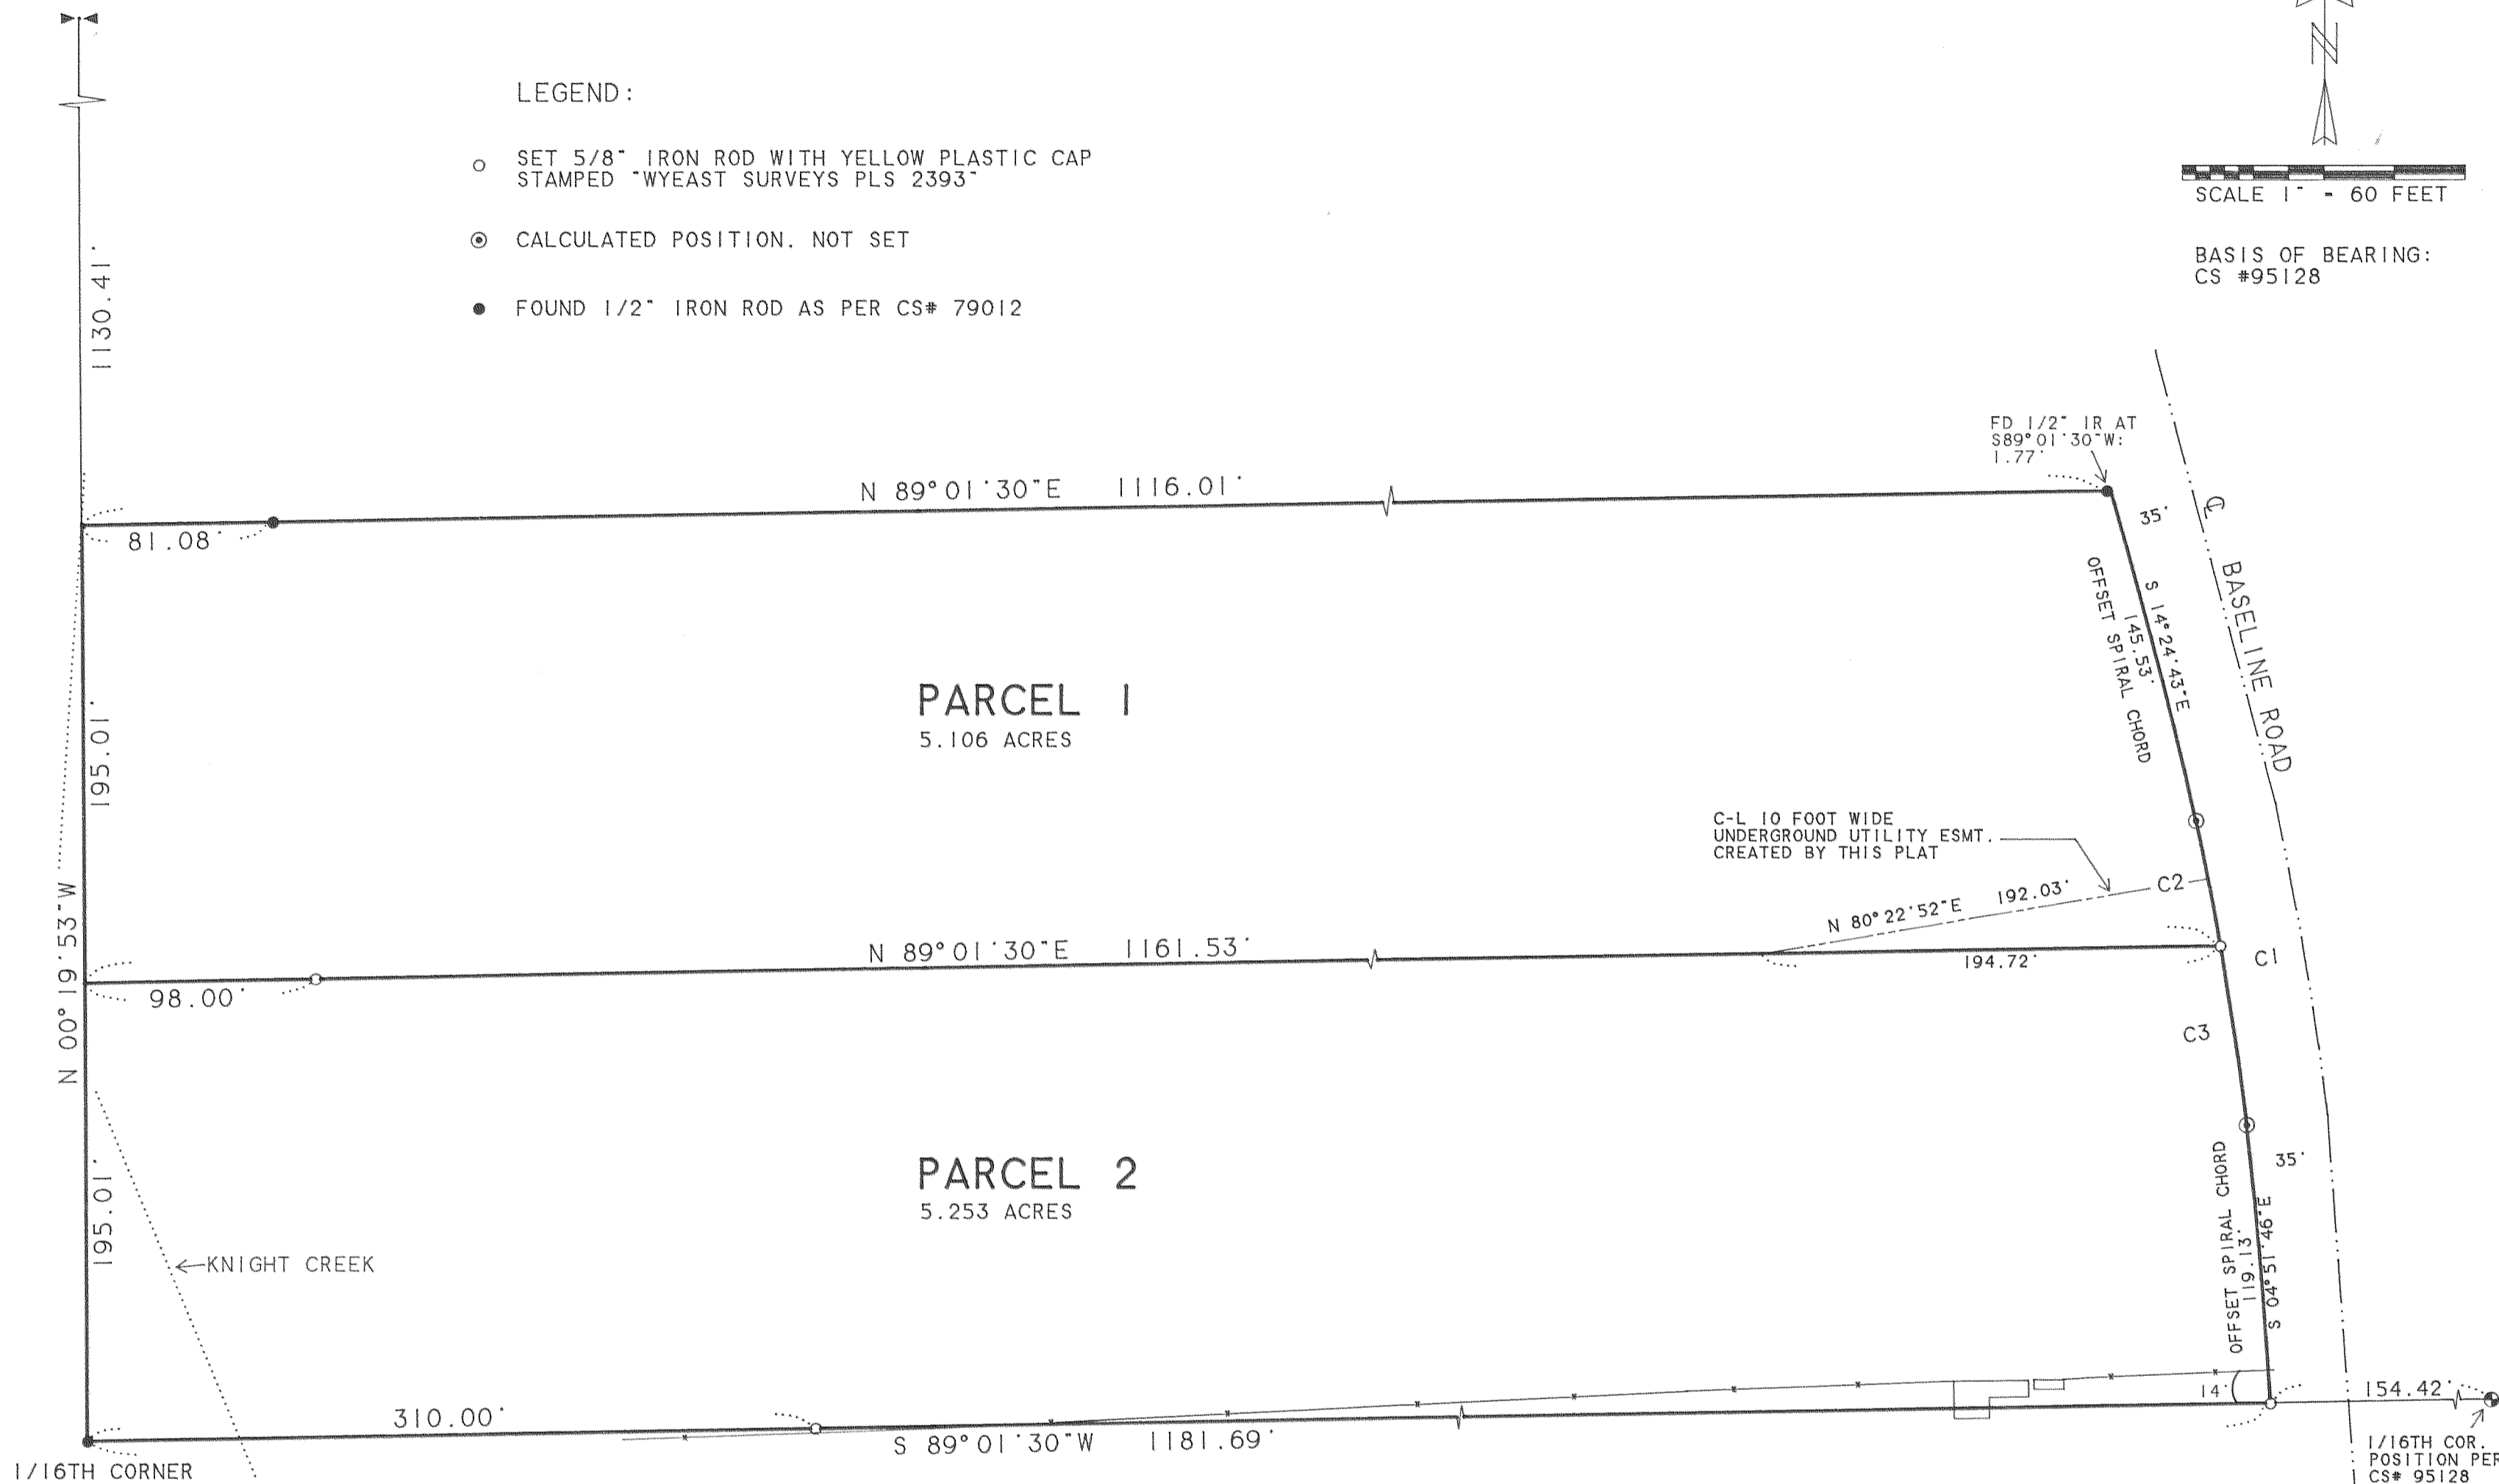 N
LEGEND:
SET 5/8" IRON ROD WITH YELLOW PLASTIC CAP
STAMPED "WYEAST SURVEYS PLS 2393"
CALCULATED POSITION. NOT SET
FOUND 1/2" IRON ROD AS PER CS# 79012
SCALE 1" - 60 FEET
BASIS OF BEARING:
CS #95128
1130.41'
FD 1/2" IR AT
S89°01'30"W:
1.77'
N 89°01'30"E 1116.01'
81.08'
35'
℄
BASELINE ROAD
S 14°24'43"E
145.53'
OFFSET SPIRAL CHORD
PARCEL 1
5.106 ACRES
195.01'
N 00°19'53"W
C-L 10 FOOT WIDE
UNDERGROUND UTILITY ESMT.
CREATED BY THIS PLAT
C2
N 80°22'52"E 192.03'
N 89°01'30"E 1161.53'
194.72'
C1
98.00'
C3
PARCEL 2
5.253 ACRES
195.01'
KNIGHT CREEK
35'
OFFSET SPIRAL CHORD
119.13'
S 04°51'46"E
14'
154.42'
310.00'
S 89°01'30"W 1181.69'
1/16TH CORNER
1/16TH COR.
POSITION PER
CS# 95128